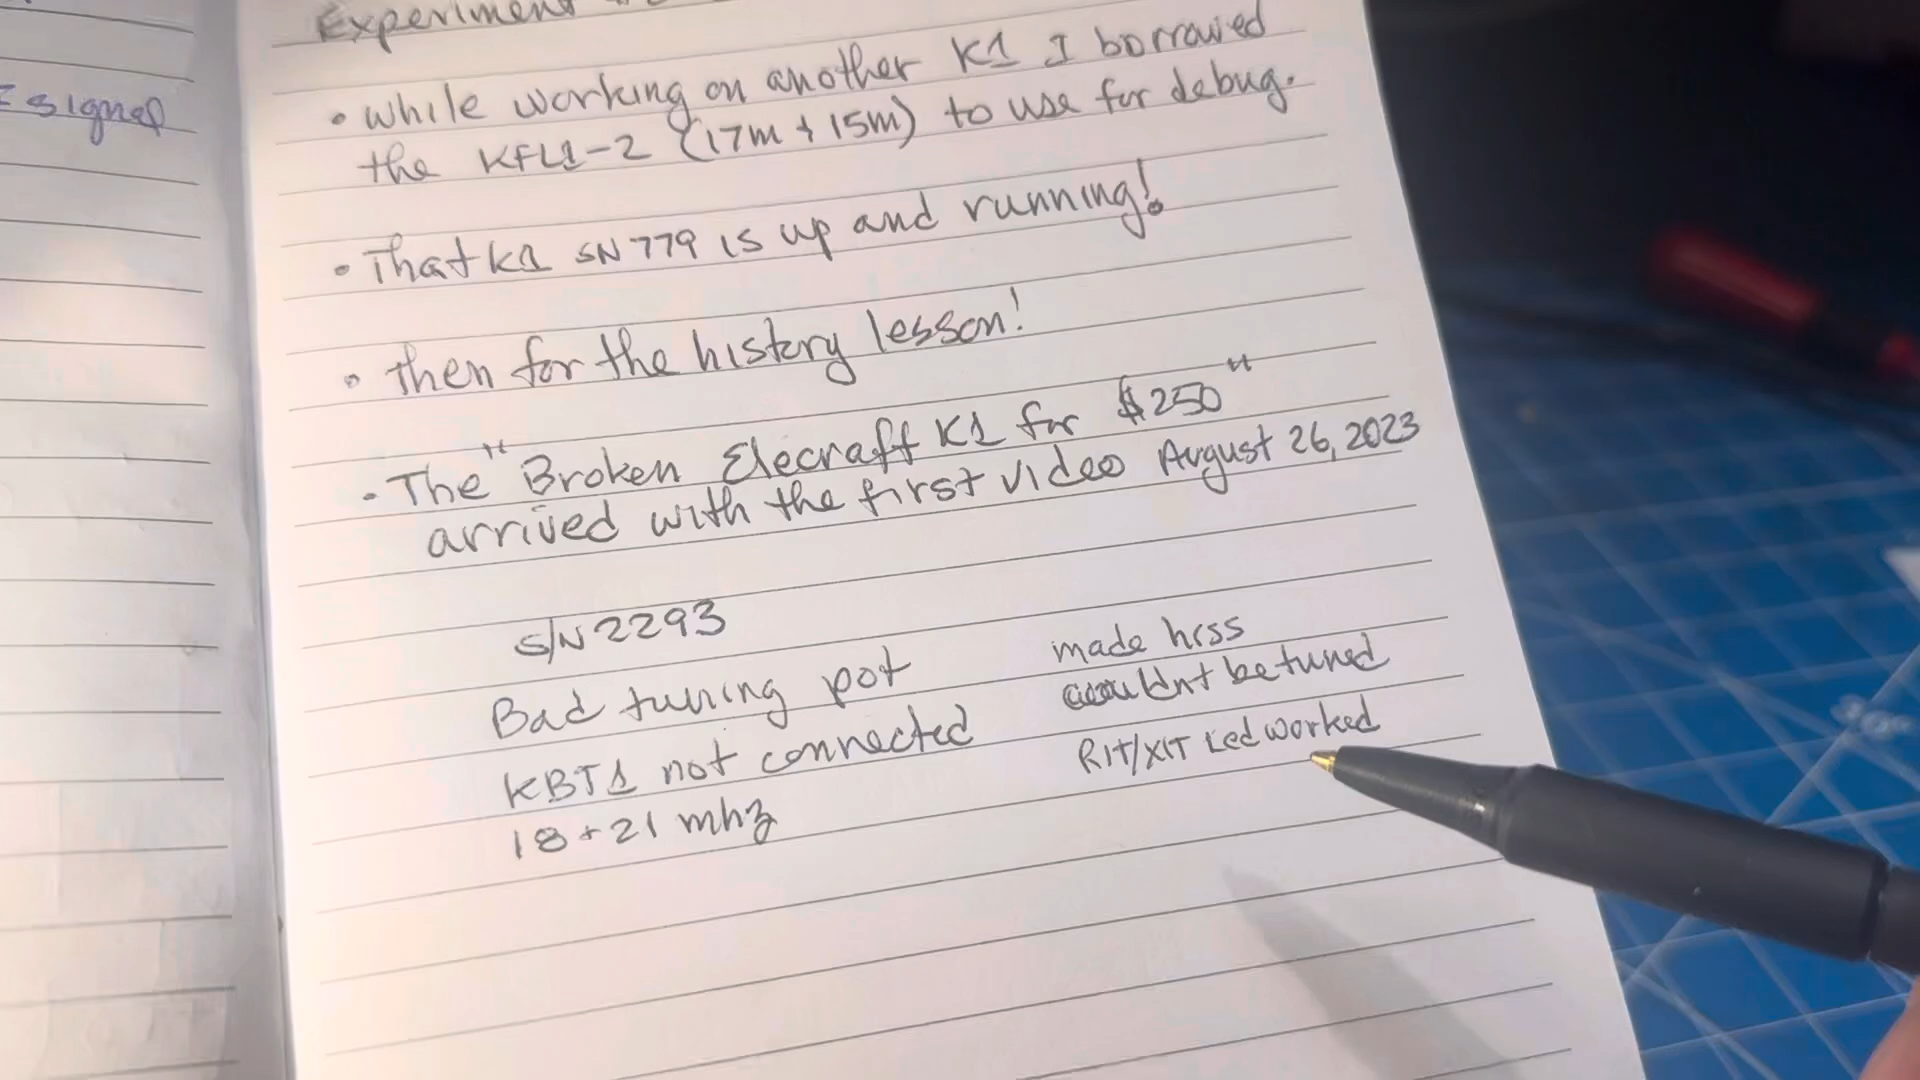 signal
Experiment
• While working on another K1 I borrowed
the KFL1-2 (17m + 15m) to use for debug.
• That K1 SN 779 is up and running!
• then for the history lesson!
• The "Broken Elecraft K1 for $250"
arrived with the first video August 26, 2023
S/N 2293
Bad tuning pot
KBT1 not connected
18 + 21 mhz
made hiss
couldnt be tuned
RIT/XIT Led worked